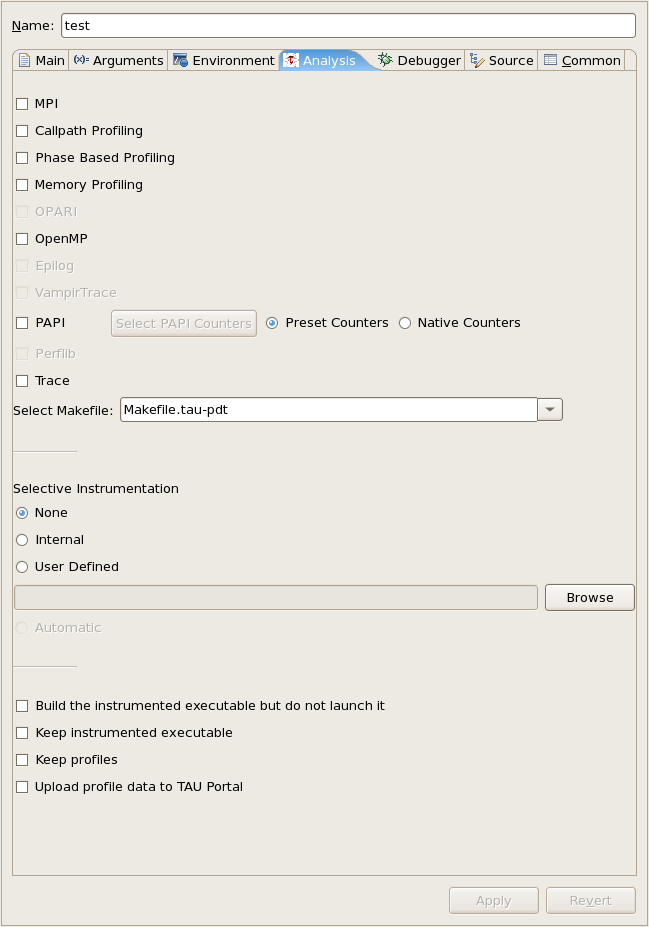 Name: test
Main (x)= Arguments Environment Analysis Debugger Source Common
MPI
Callpath Profiling
Phase Based Profiling
Memory Profiling
OPARI
OpenMP
Epilog
VampirTrace
PAPI Select PAPI Counters Preset Counters Native Counters
Perflib
Trace
Select Makefile: Makefile.tau-pdt
Selective Instrumentation
None
Internal
User Defined
Browse
Automatic
Build the instrumented executable but do not launch it
Keep instrumented executable
Keep profiles
Upload profile data to TAU Portal
Apply Revert